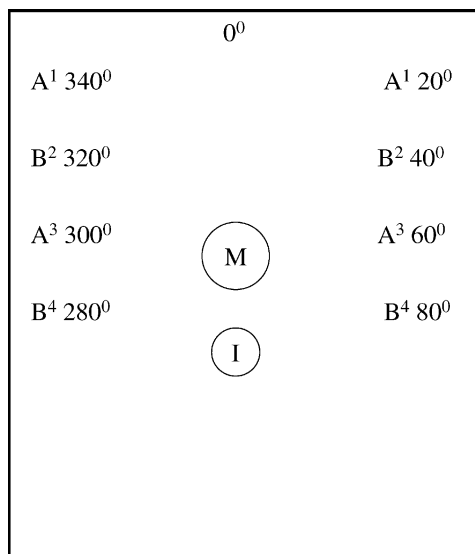 0⁰
A¹ 340⁰ A¹ 20⁰
B² 320⁰ B² 40⁰
A³ 300⁰ A³ 60⁰
M
B⁴ 280⁰ B⁴ 80⁰
I